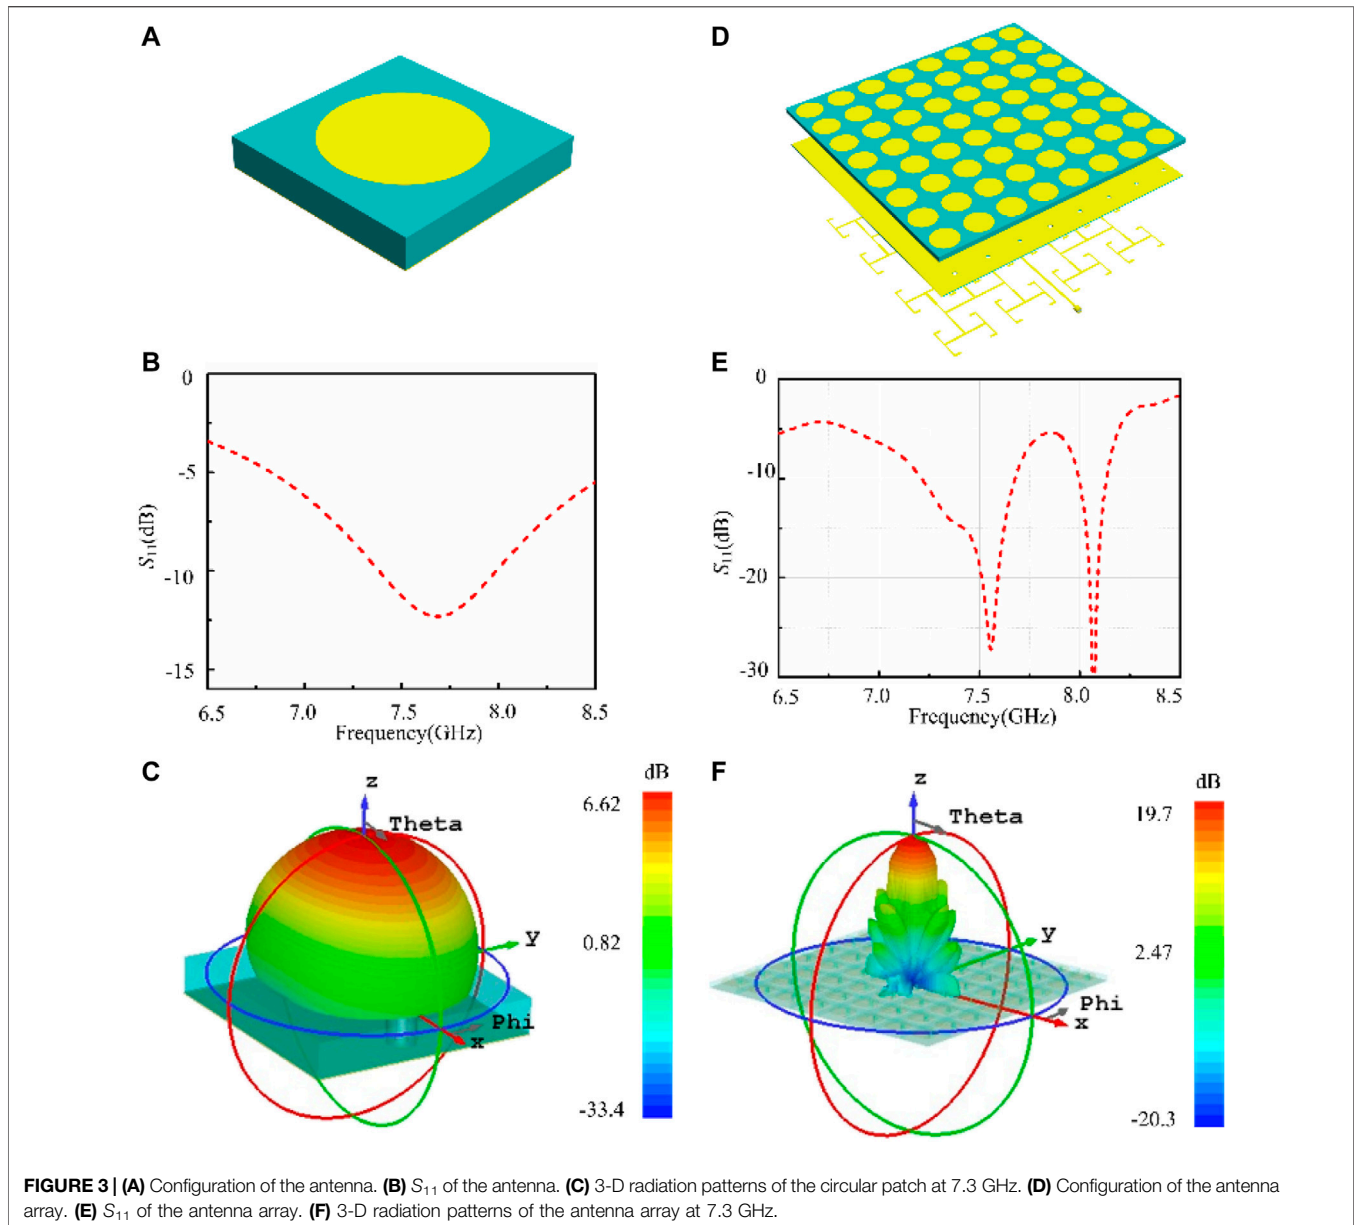 A
D
B
0
-5
-10
-15
S11(dB)
6.5 7.0 7.5 8.0 8.5
Frequency(GHz)
E
0
-10
-20
-30
S11(dB)
6.5 7.0 7.5 8.0 8.5
Frequency(GHz)
C
z
Theta
y
Phi
x
dB
6.62
0.82
-33.4
F
z
Theta
y
Phi
x
dB
19.7
2.47
-20.3
FIGURE 3 | (A) Configuration of the antenna. (B) S11 of the antenna. (C) 3-D radiation patterns of the circular patch at 7.3 GHz. (D) Configuration of the antenna
array. (E) S11 of the antenna array. (F) 3-D radiation patterns of the antenna array at 7.3 GHz.